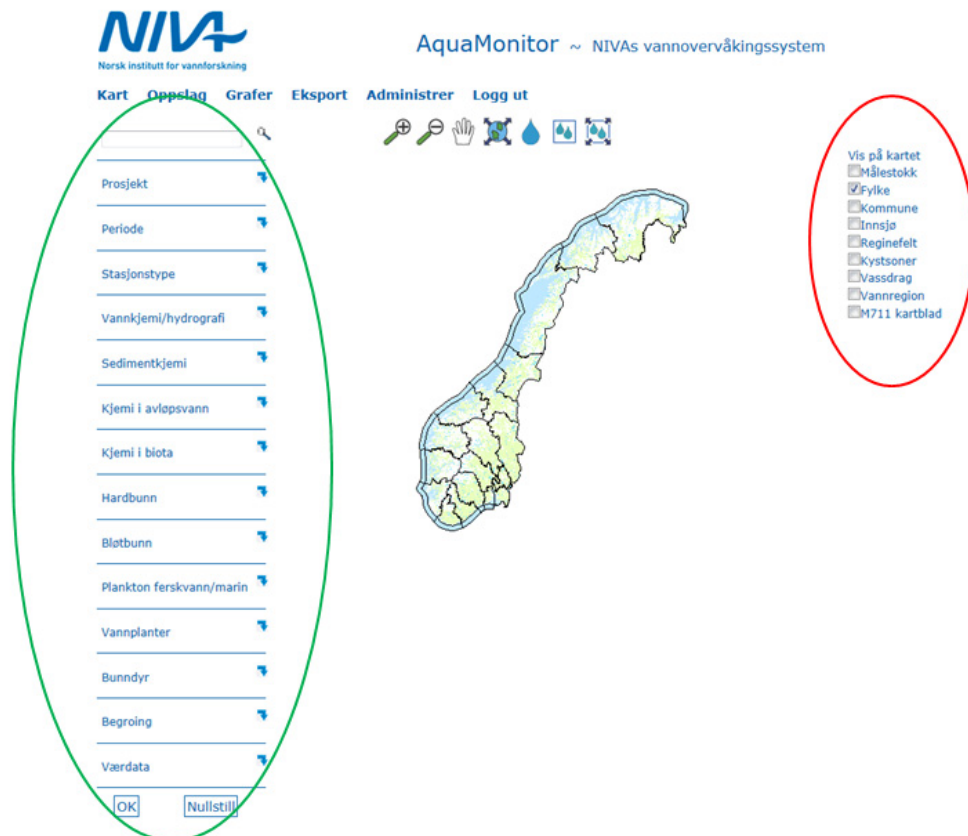 NIVA
Norsk institutt for vannforskning
AquaMonitor ~ NIVAs vannovervåkingssystem
Kart Oppslag Grafer Eksport Administrer Logg ut
Prosjekt
Periode
Stasjonstype
Vannkjemi/hydrografi
Sedimentkjemi
Kjemi i avløpsvann
Kjemi i biota
Hardbunn
Bløtbunn
Plankton ferskvann/marin
Vannplanter
Bunndyr
Begroing
Værdata
OK Nullstill
Vis på kartet
Målestokk
Fylke
Kommune
Innsjø
Reginefelt
Kystsoner
Vassdrag
Vannregion
M711 kartblad